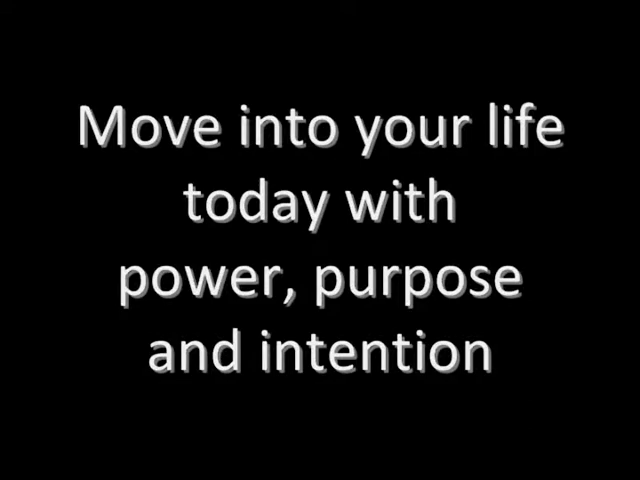 Move into your life
today with
power, purpose
and intention